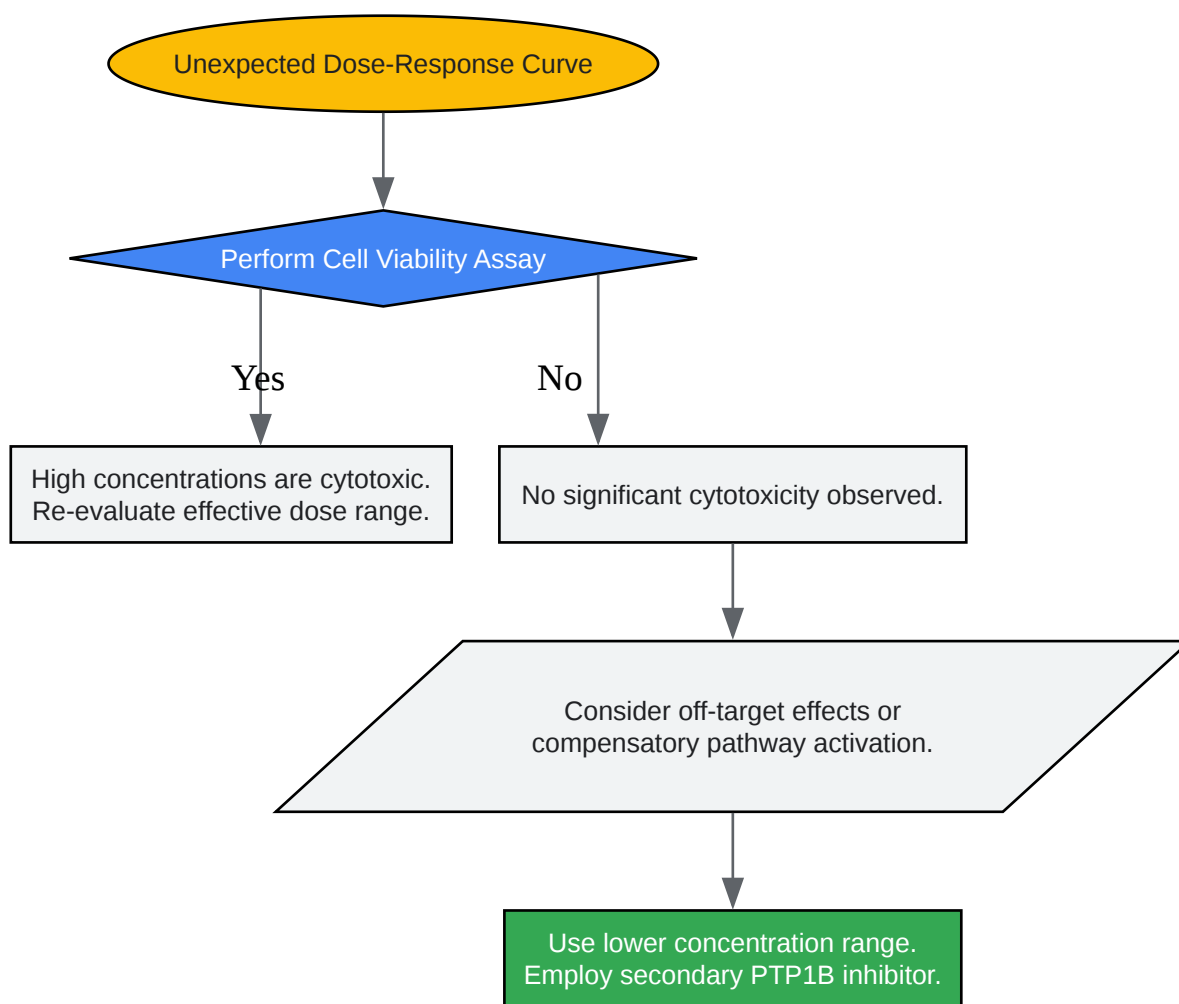 Unexpected Dose-Response Curve
Perform Cell Viability Assay
Yes
No
High concentrations are cytotoxic.
Re-evaluate effective dose range.
No significant cytotoxicity observed.
Consider off-target effects or
compensatory pathway activation.
Use lower concentration range.
Employ secondary PTP1B inhibitor.